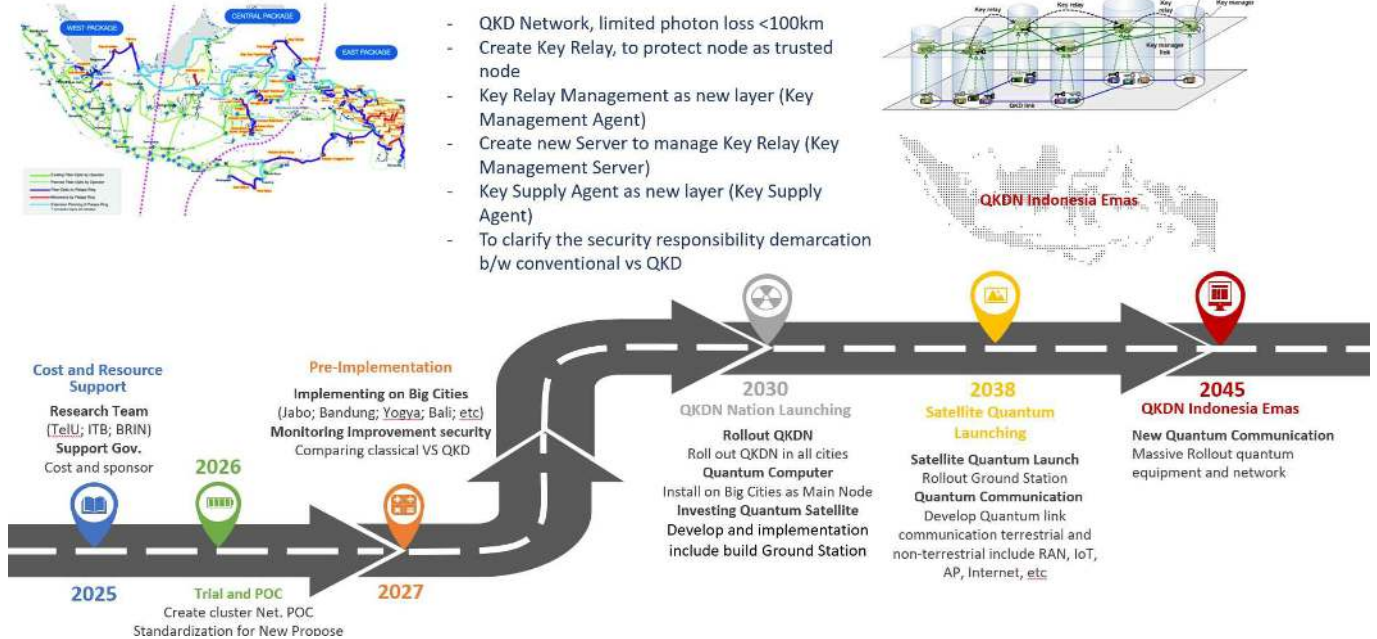 WEST PACKAGE
CENTRAL PACKAGE
EAST PACKAGE
- QKD Network, limited photon loss <100km
- Create Key Relay, to protect node as trusted
node
- Key Relay Management as new layer (Key
Management Agent)
- Create new Server to manage Key Relay (Key
Management Server)
- Key Supply Agent as new layer (Key Supply
Agent)
- To clarify the security responsibility demarcation
b/w conventional vs QKD
Key relay
Key relay
Key relay
Key manager
Key manager
link
QKD link
QKDN Indonesia Emas
Cost and Resource
Support
Research Team
(TelU; ITB; BRIN)
Support Gov.
Cost and sponsor
2025
2026
Trial and POC
Create cluster Net. POC
Standardization for New Propose
Pre-Implementation
Implementing on Big Cities
(Jabo; Bandung; Yogya; Bali; etc)
Monitoring Improvement security
Comparing classical VS QKD
2027
2030
QKDN Nation Launching
Rollout QKDN
Roll out QKDN in all cities
Quantum Computer
Install on Big Cities as Main Node
Investing Quantum Satellite
Develop and implementation
include build Ground Station
2038
Satellite Quantum
Launching
Satellite Quantum Launch
Rollout Ground Station
Quantum Communication
Develop Quantum link
communication terrestrial and
non-terrestrial include RAN, IoT,
AP, Internet, etc
2045
QKDN Indonesia Emas
New Quantum Communication
Massive Rollout quantum
equipment and network